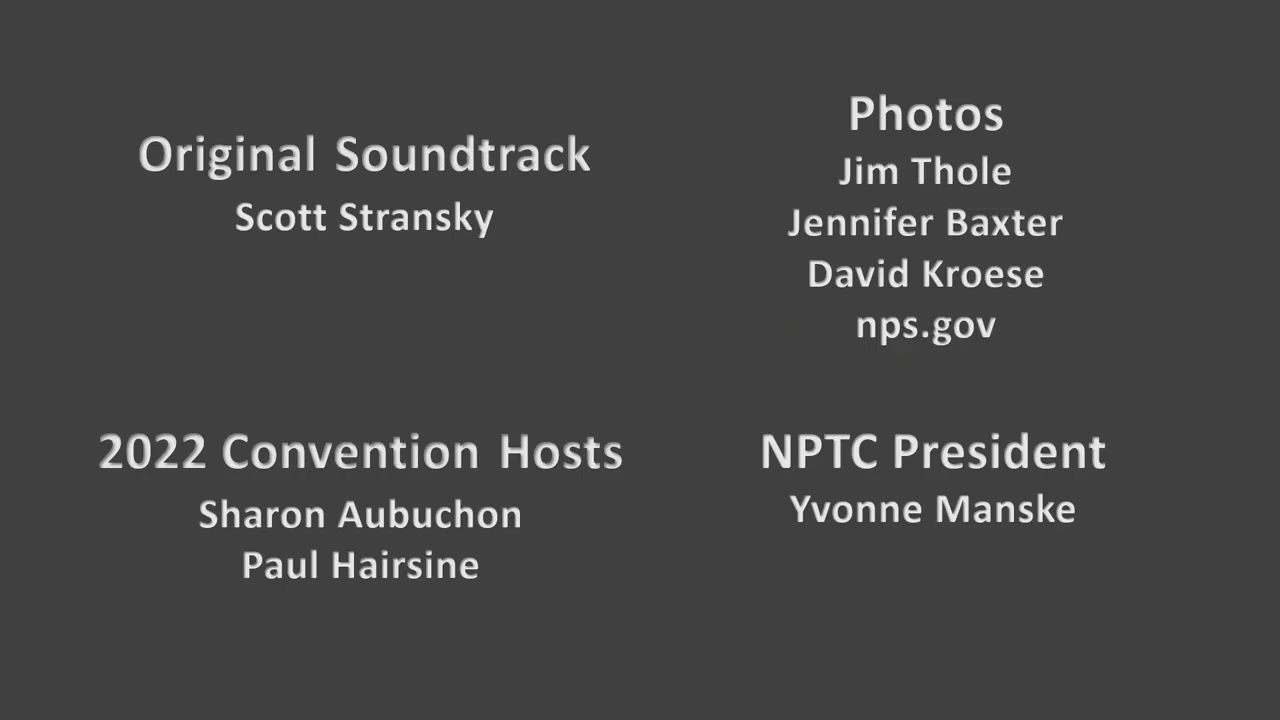 Original Soundtrack
Scott Stransky
Photos
Jim Thole
Jennifer Baxter
David Kroese
nps.gov
2022 Convention Hosts
Sharon Aubuchon
Paul Hairsine
NPTC President
Yvonne Manske